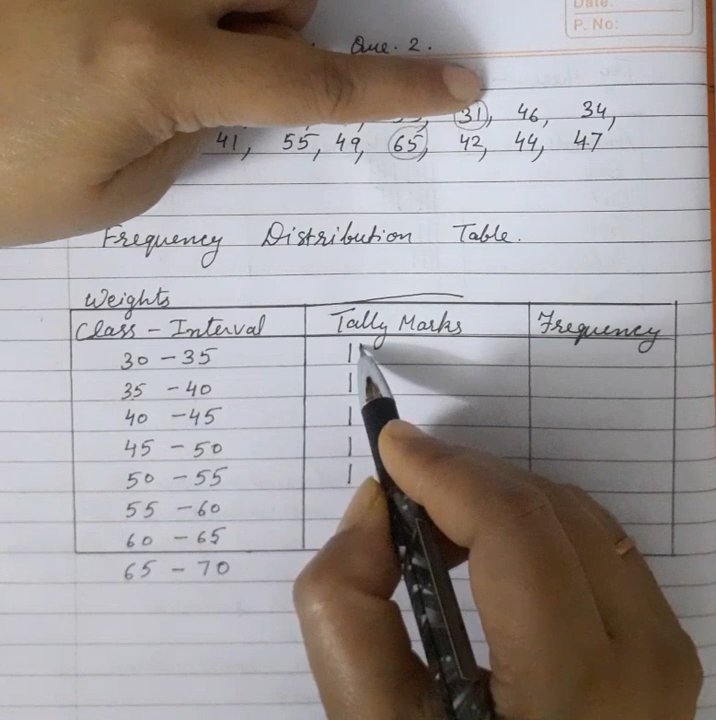 Date:
P. No:
Que. 2.
31, 46, 34,
41, 55, 49, 65, 42, 44, 47
Frequency Distribution Table.
Weights
Class - Interval Tally Marks Frequency
30 - 35 |
35 - 40 |
40 - 45 |
45 - 50 |
50 - 55 |
55 - 60
60 - 65
65 - 70